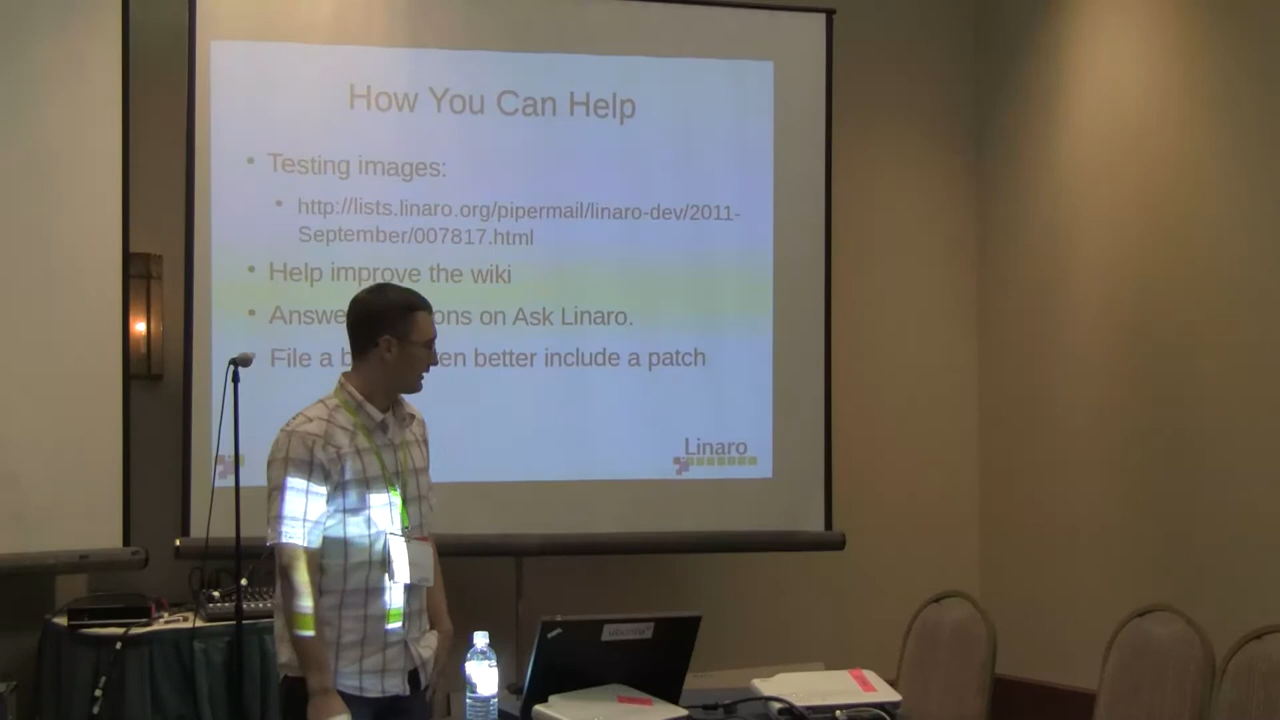 How You Can Help
• Testing images:
• http://lists.linaro.org/pipermail/linaro-dev/2011-
September/007817.html
• Help improve the wiki
• Answe ons on Ask Linaro.
File a b en better include a patch
Linaro
ubuntu